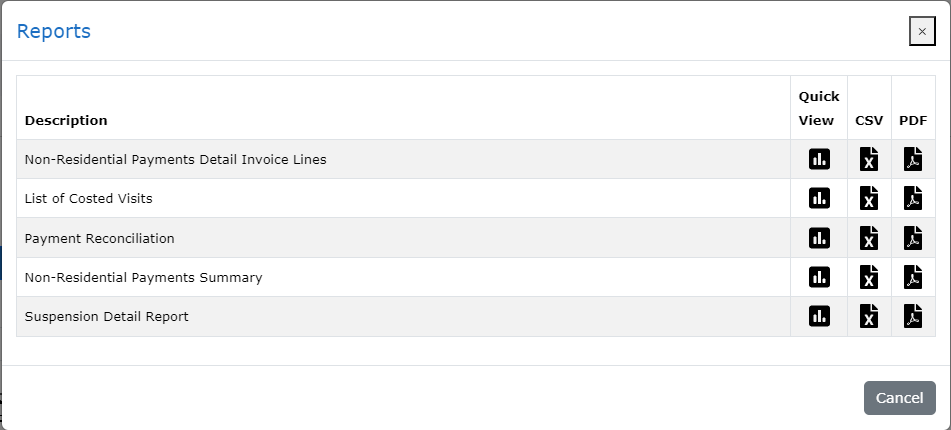 Reports
×
Quick
Description View CSV PDF
Non-Residential Payments Detail Invoice Lines
List of Costed Visits
Payment Reconciliation
Non-Residential Payments Summary
Suspension Detail Report
Cancel